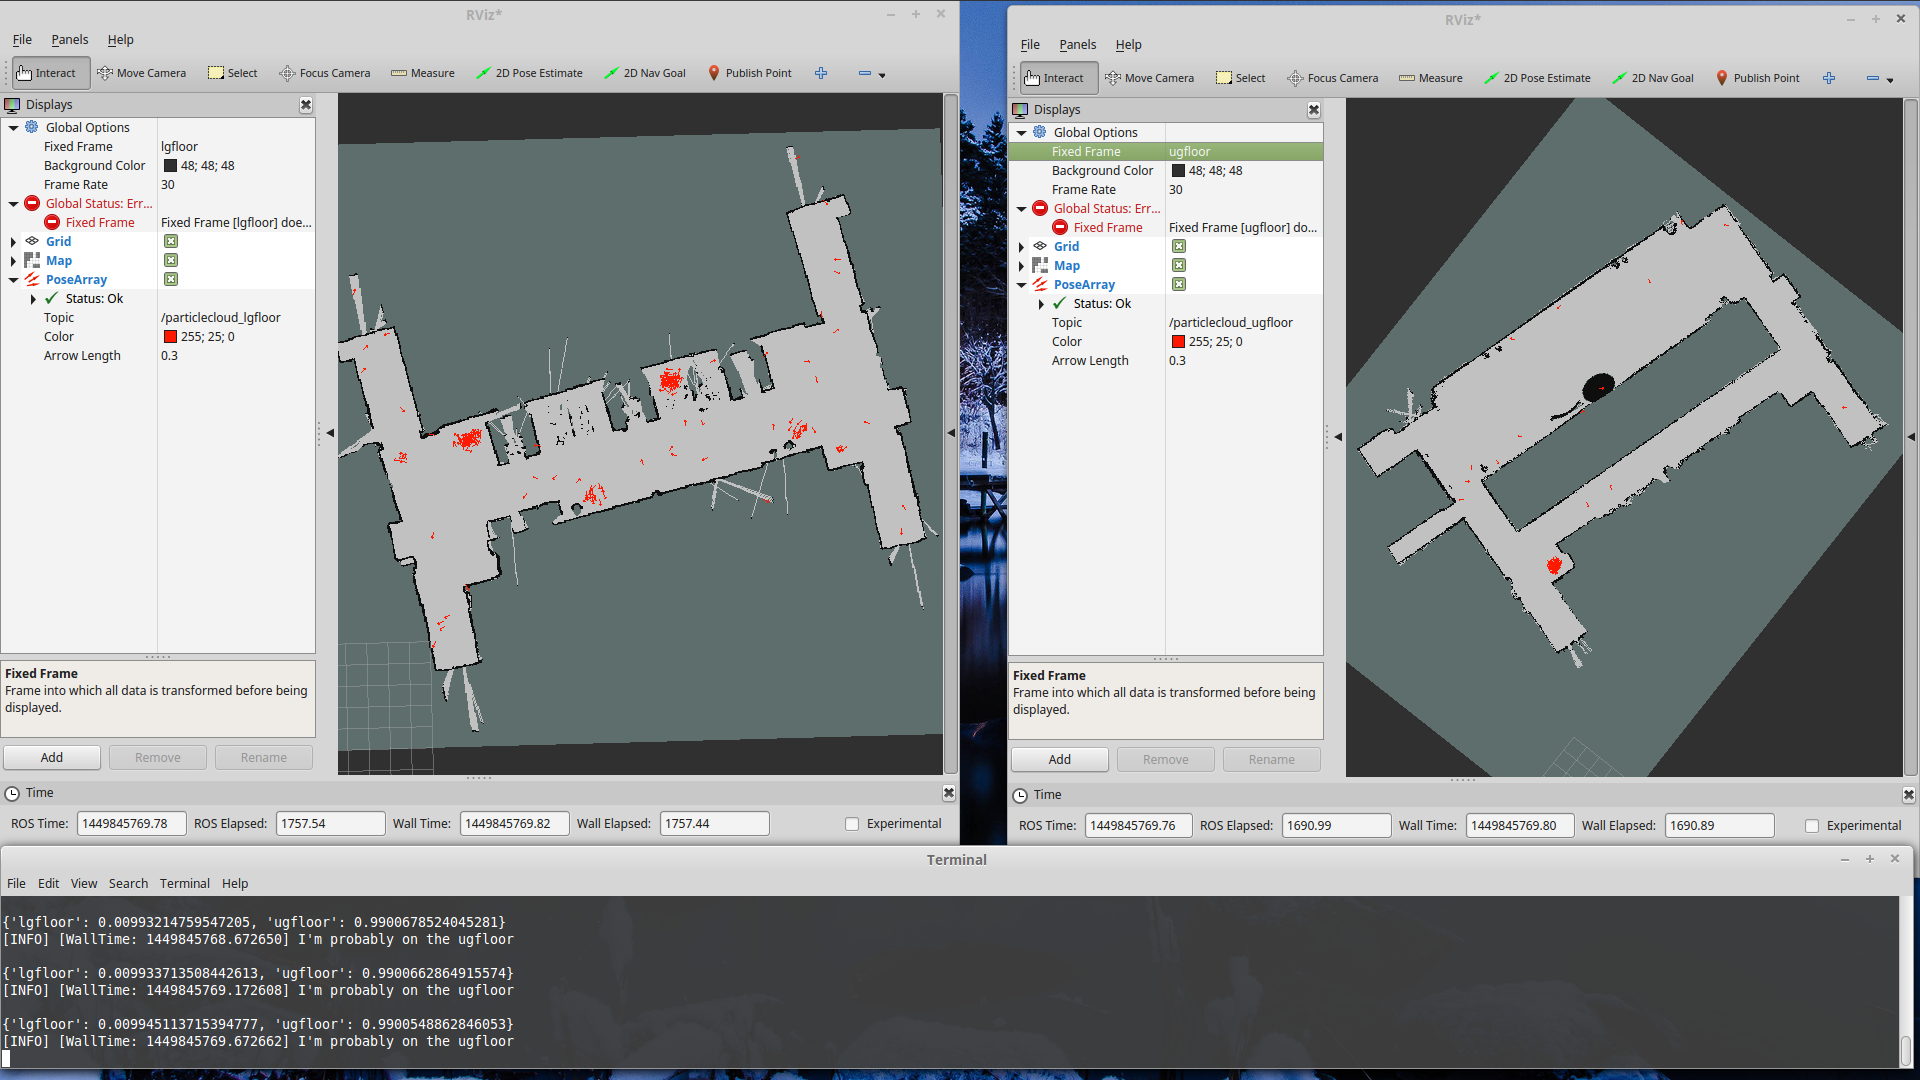 RViz*
File Panels Help
Interact Move Camera Select Focus Camera Measure 2D Pose Estimate 2D Nav Goal Publish Point
Displays
Global Options
Fixed Frame lgfloor
Background Color 48; 48; 48
Frame Rate 30
Global Status: Err...
Fixed Frame Fixed Frame [lgfloor] doe...
Grid
Map
PoseArray
Status: Ok
Topic /particlecloud_lgfloor
Color 255; 25; 0
Arrow Length 0.3
Fixed Frame
Frame into which all data is transformed before being
displayed.
Add Remove Rename
Time
ROS Time: 1449845769.78 ROS Elapsed: 1757.54 Wall Time: 1449845769.82 Wall Elapsed: 1757.44 Experimental
RViz*
File Panels Help
Interact Move Camera Select Focus Camera Measure 2D Pose Estimate 2D Nav Goal Publish Point
Displays
Global Options
Fixed Frame ugfloor
Background Color 48; 48; 48
Frame Rate 30
Global Status: Err...
Fixed Frame Fixed Frame [ugfloor] do...
Grid
Map
PoseArray
Status: Ok
Topic /particlecloud_ugfloor
Color 255; 25; 0
Arrow Length 0.3
Fixed Frame
Frame into which all data is transformed before being
displayed.
Add Remove Rename
Time
ROS Time: 1449845769.76 ROS Elapsed: 1690.99 Wall Time: 1449845769.80 Wall Elapsed: 1690.89 Experimental
Terminal
File Edit View Search Terminal Help
{'lgfloor': 0.00993214759547205, 'ugfloor': 0.9900678524045281}
[INFO] [WallTime: 1449845768.672650] I'm probably on the ugfloor
{'lgfloor': 0.009933713508442613, 'ugfloor': 0.9900662864915574}
[INFO] [WallTime: 1449845769.172608] I'm probably on the ugfloor
{'lgfloor': 0.009945113715394777, 'ugfloor': 0.9900548862846053}
[INFO] [WallTime: 1449845769.672662] I'm probably on the ugfloor